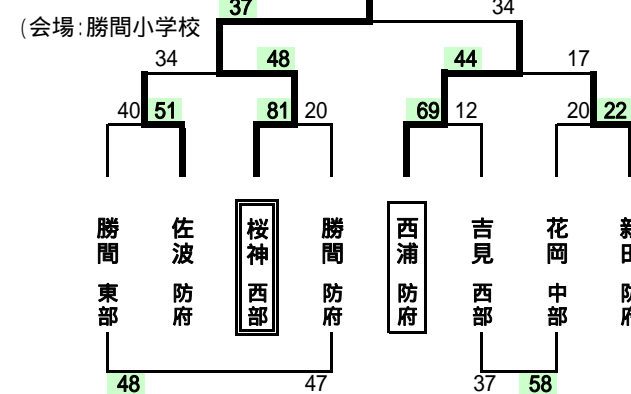 37 34
(会場:勝間小学校
34 48 44 17
40 51 81 20 69 12 20 22
勝間 東部
佐波 防府
桜神 西部
勝間 防府
西浦 防府
吉見 西部
花岡 中部
48 47 37 58